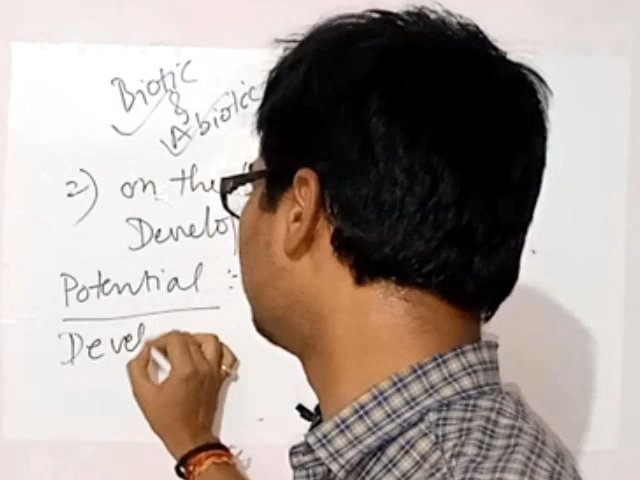 Biotic
&
Abiotic
2) on the
Develop
Potential :
Devel